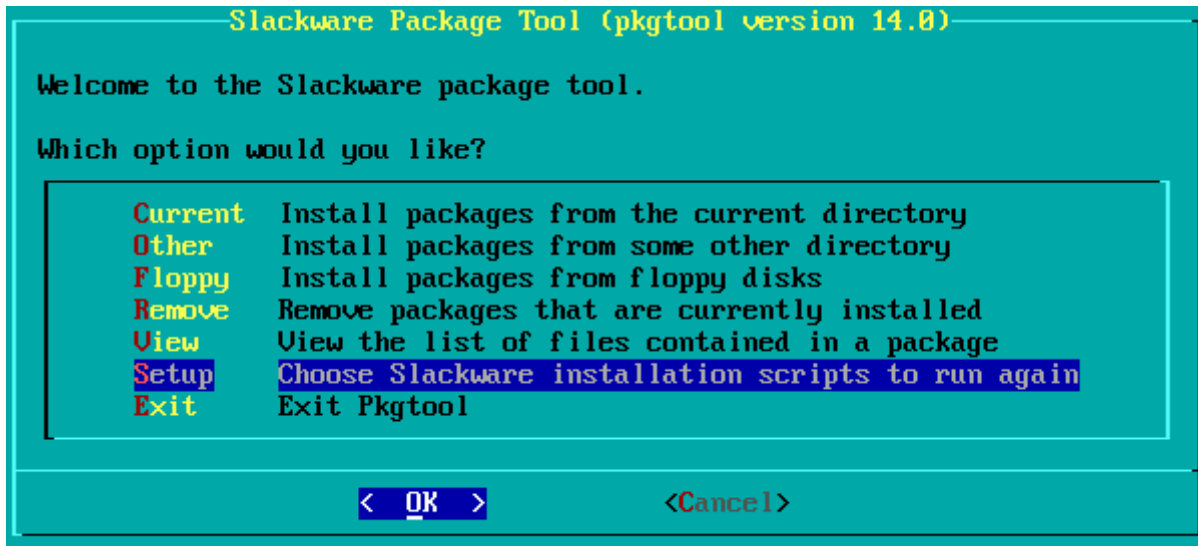 Slackware Package Tool (pkgtool version 14.0)
Welcome to the Slackware package tool.
Which option would you like?
Current Install packages from the current directory
Other Install packages from some other directory
Floppy Install packages from floppy disks
Remove Remove packages that are currently installed
View View the list of files contained in a package
Setup Choose Slackware installation scripts to run again
Exit Exit Pkgtool
< OK > <Cancel>